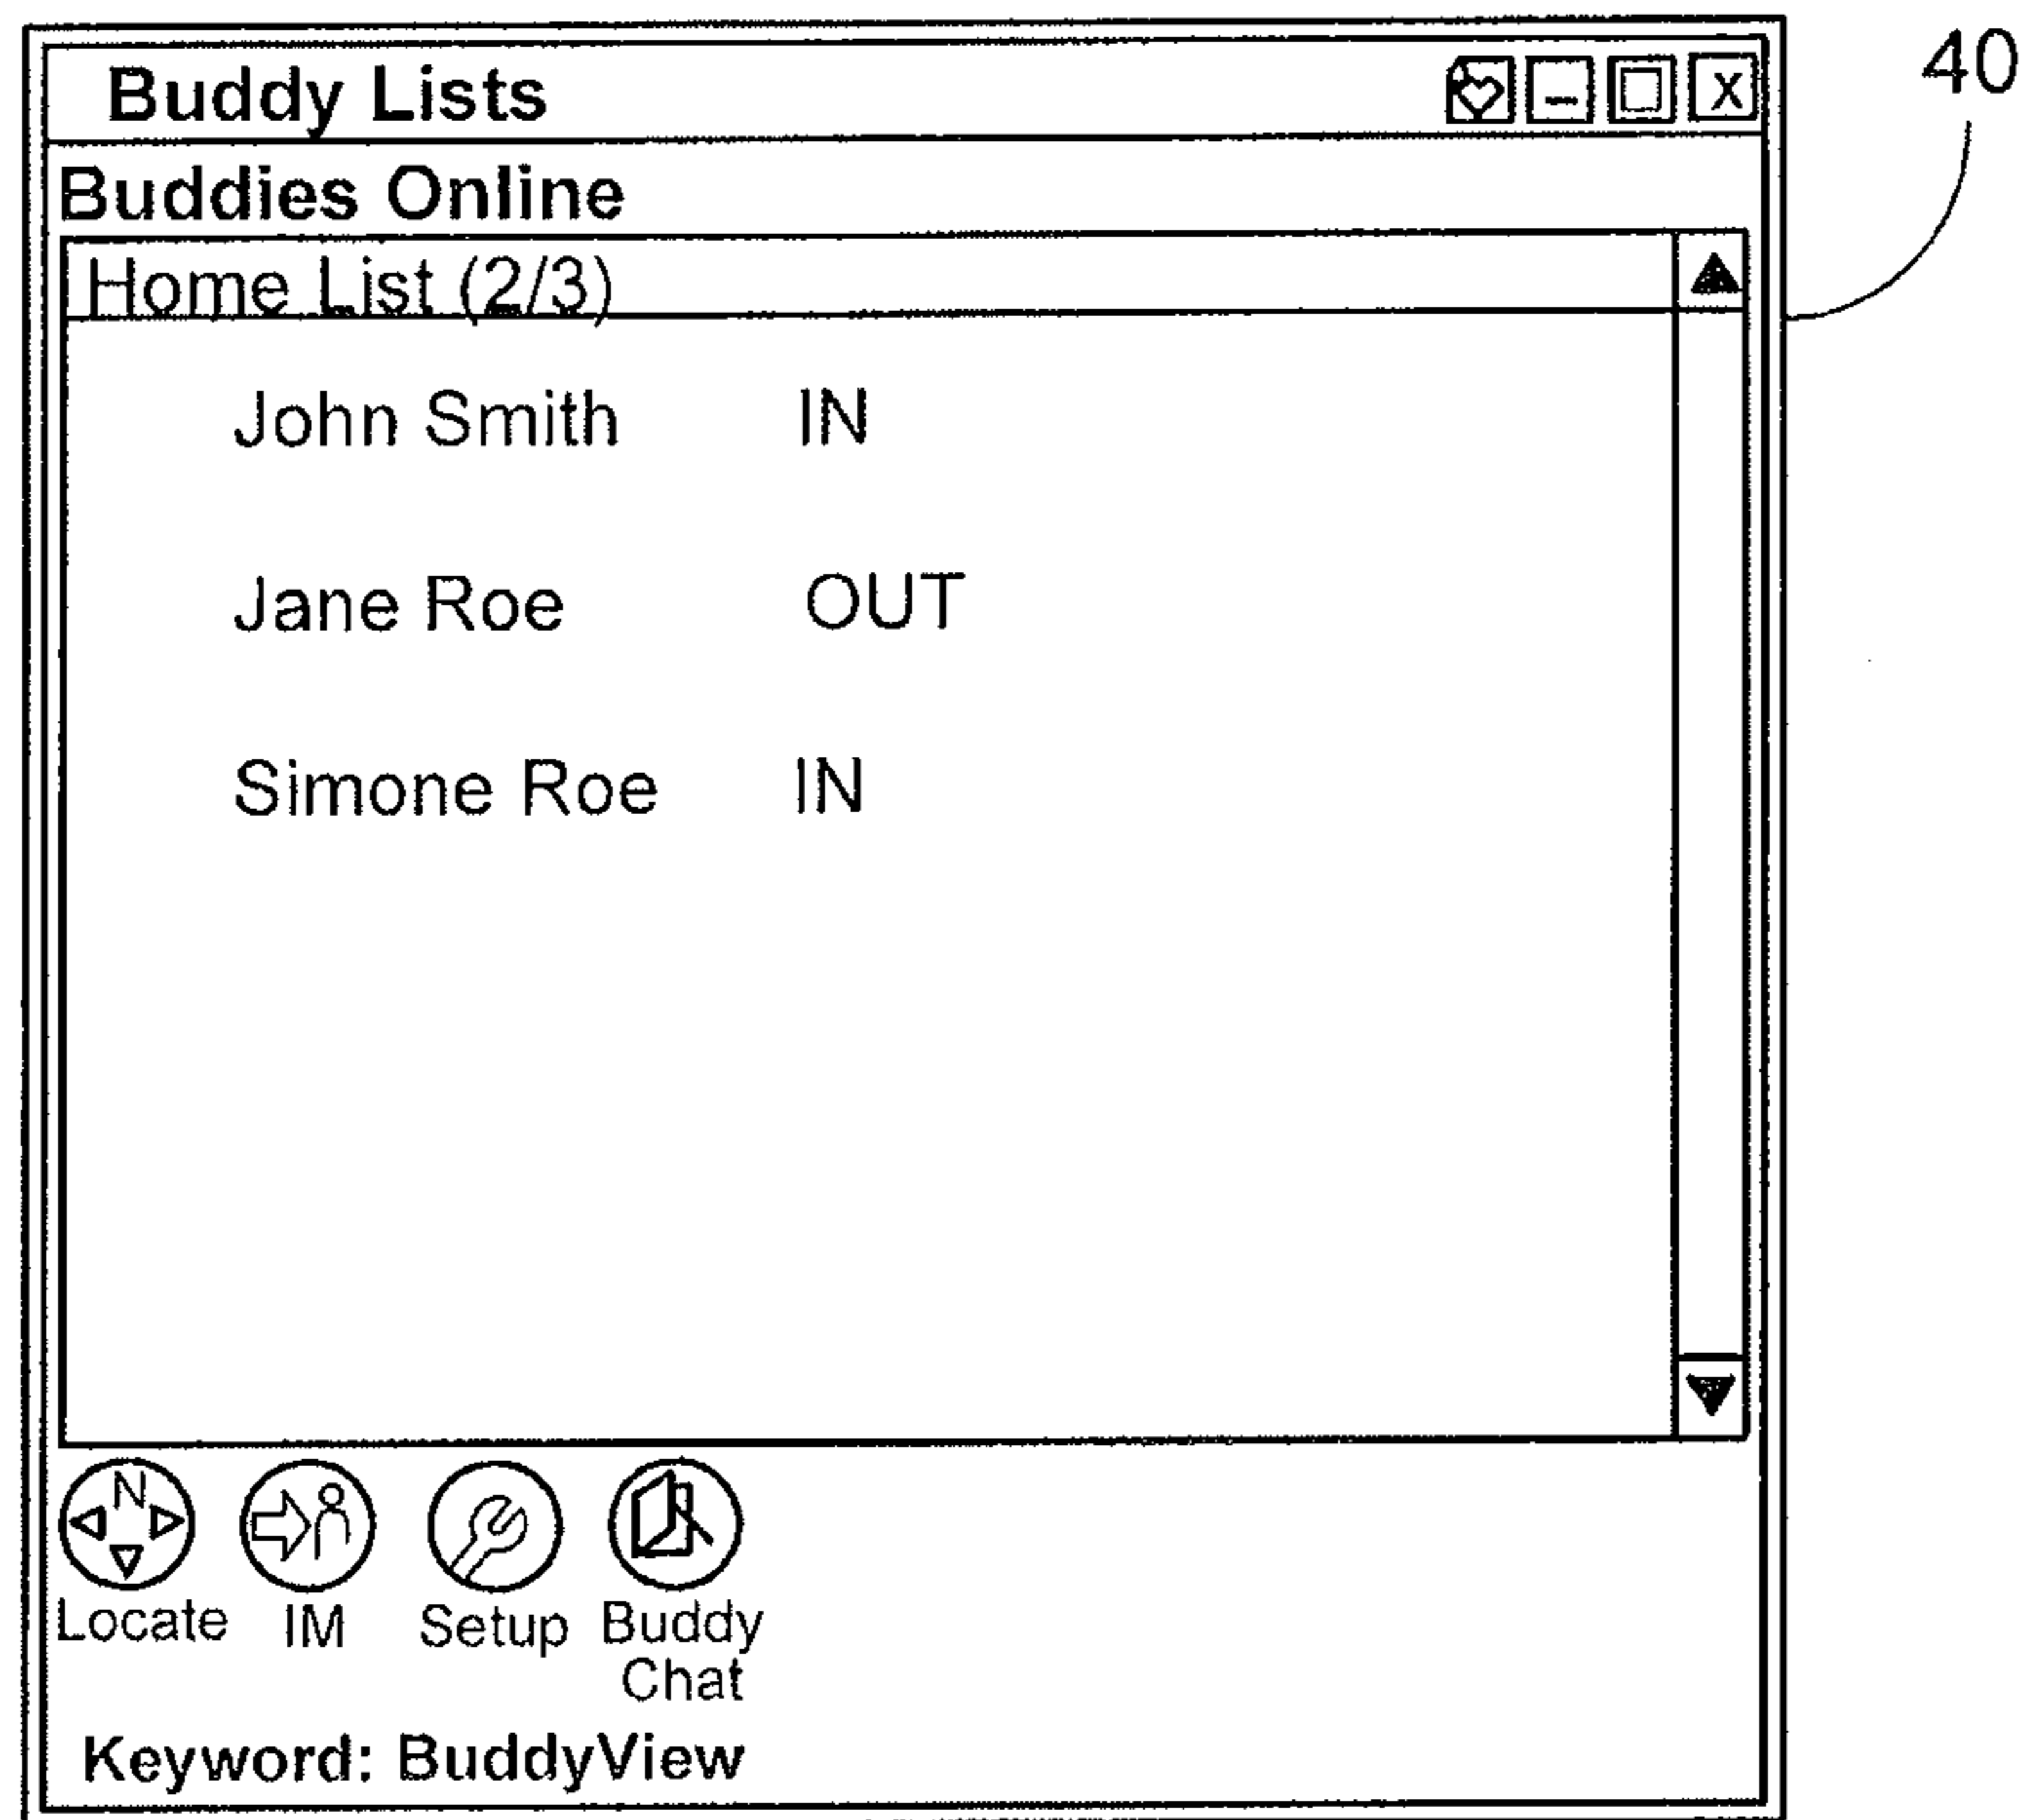 Buddy Lists X
40
Buddies Online
Home List (2/3)
John Smith IN
Jane Roe OUT
Simone Roe IN
N
Locate IM Setup Buddy Chat
Keyword: BuddyView